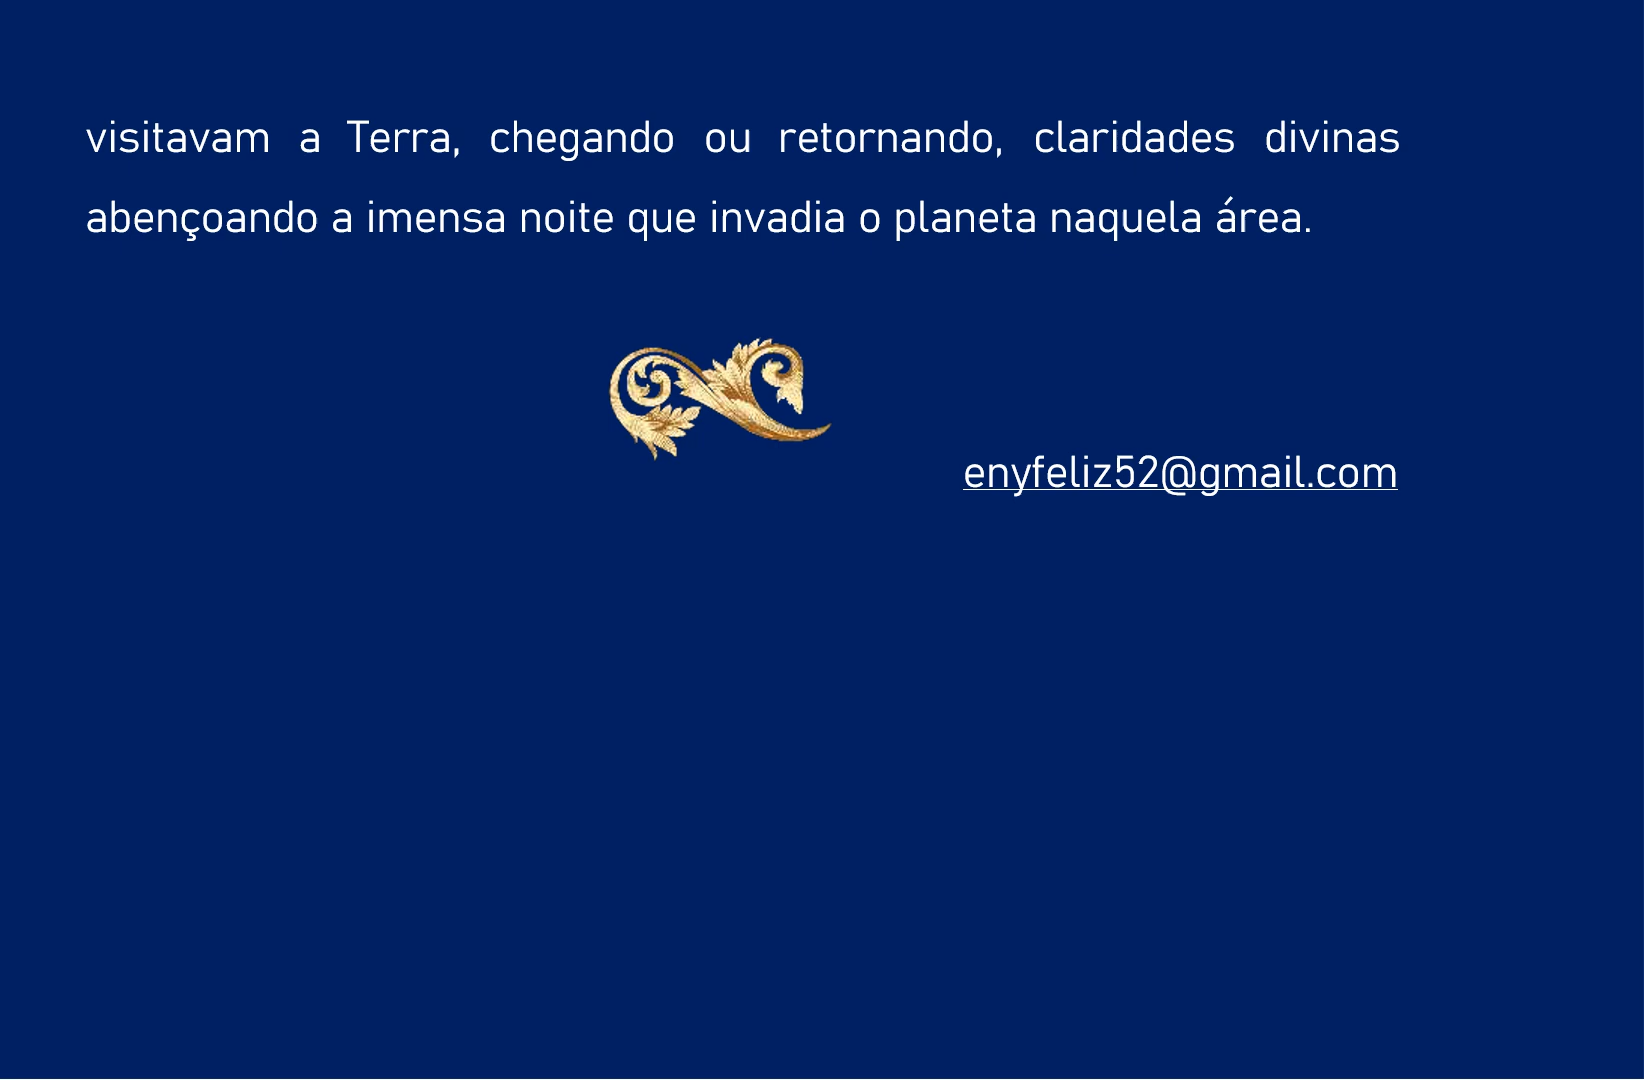 visitavam a Terra, chegando ou retornando, claridades divinas
abençoando a imensa noite que invadia o planeta naquela área.
enyfeliz52@gmail.com